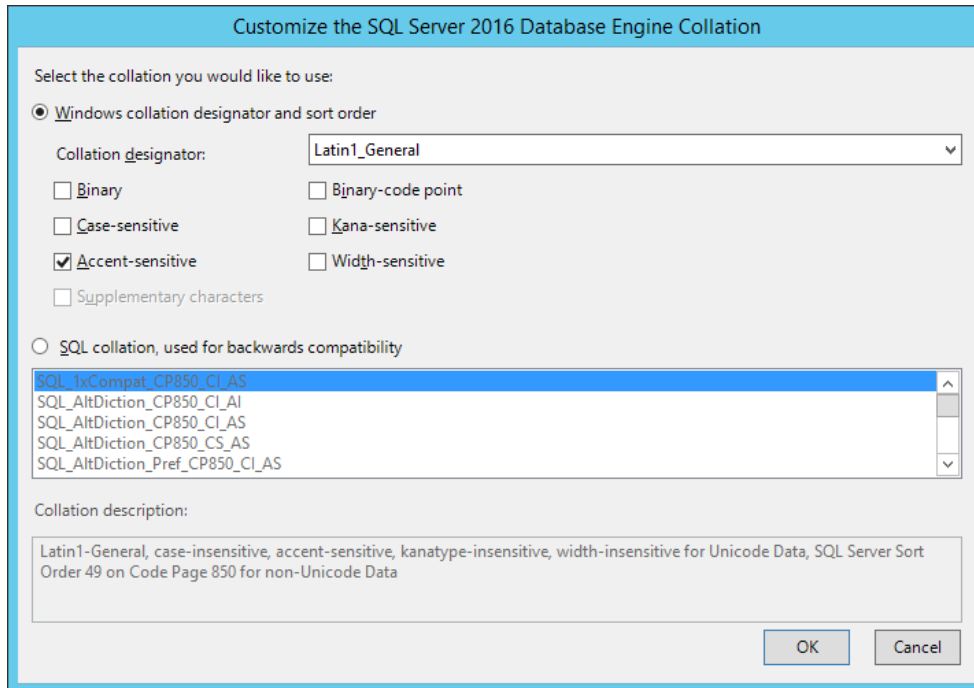 Customize the SQL Server 2016 Database Engine Collation
Select the collation you would like to use:
Windows collation designator and sort order
Collation designator: Latin1_General
Binary Binary-code point
Case-sensitive Kana-sensitive
Accent-sensitive Width-sensitive
Supplementary characters
SQL collation, used for backwards compatibility
SQL_1xCompat_CP850_CI_AS
SQL_AltDiction_CP850_CI_AI
SQL_AltDiction_CP850_CI_AS
SQL_AltDiction_CP850_CS_AS
SQL_AltDiction_Pref_CP850_CI_AS
Collation description:
Latin1-General, case-insensitive, accent-sensitive, kanatype-insensitive, width-insensitive for Unicode Data, SQL Server Sort
Order 49 on Code Page 850 for non-Unicode Data
OK Cancel